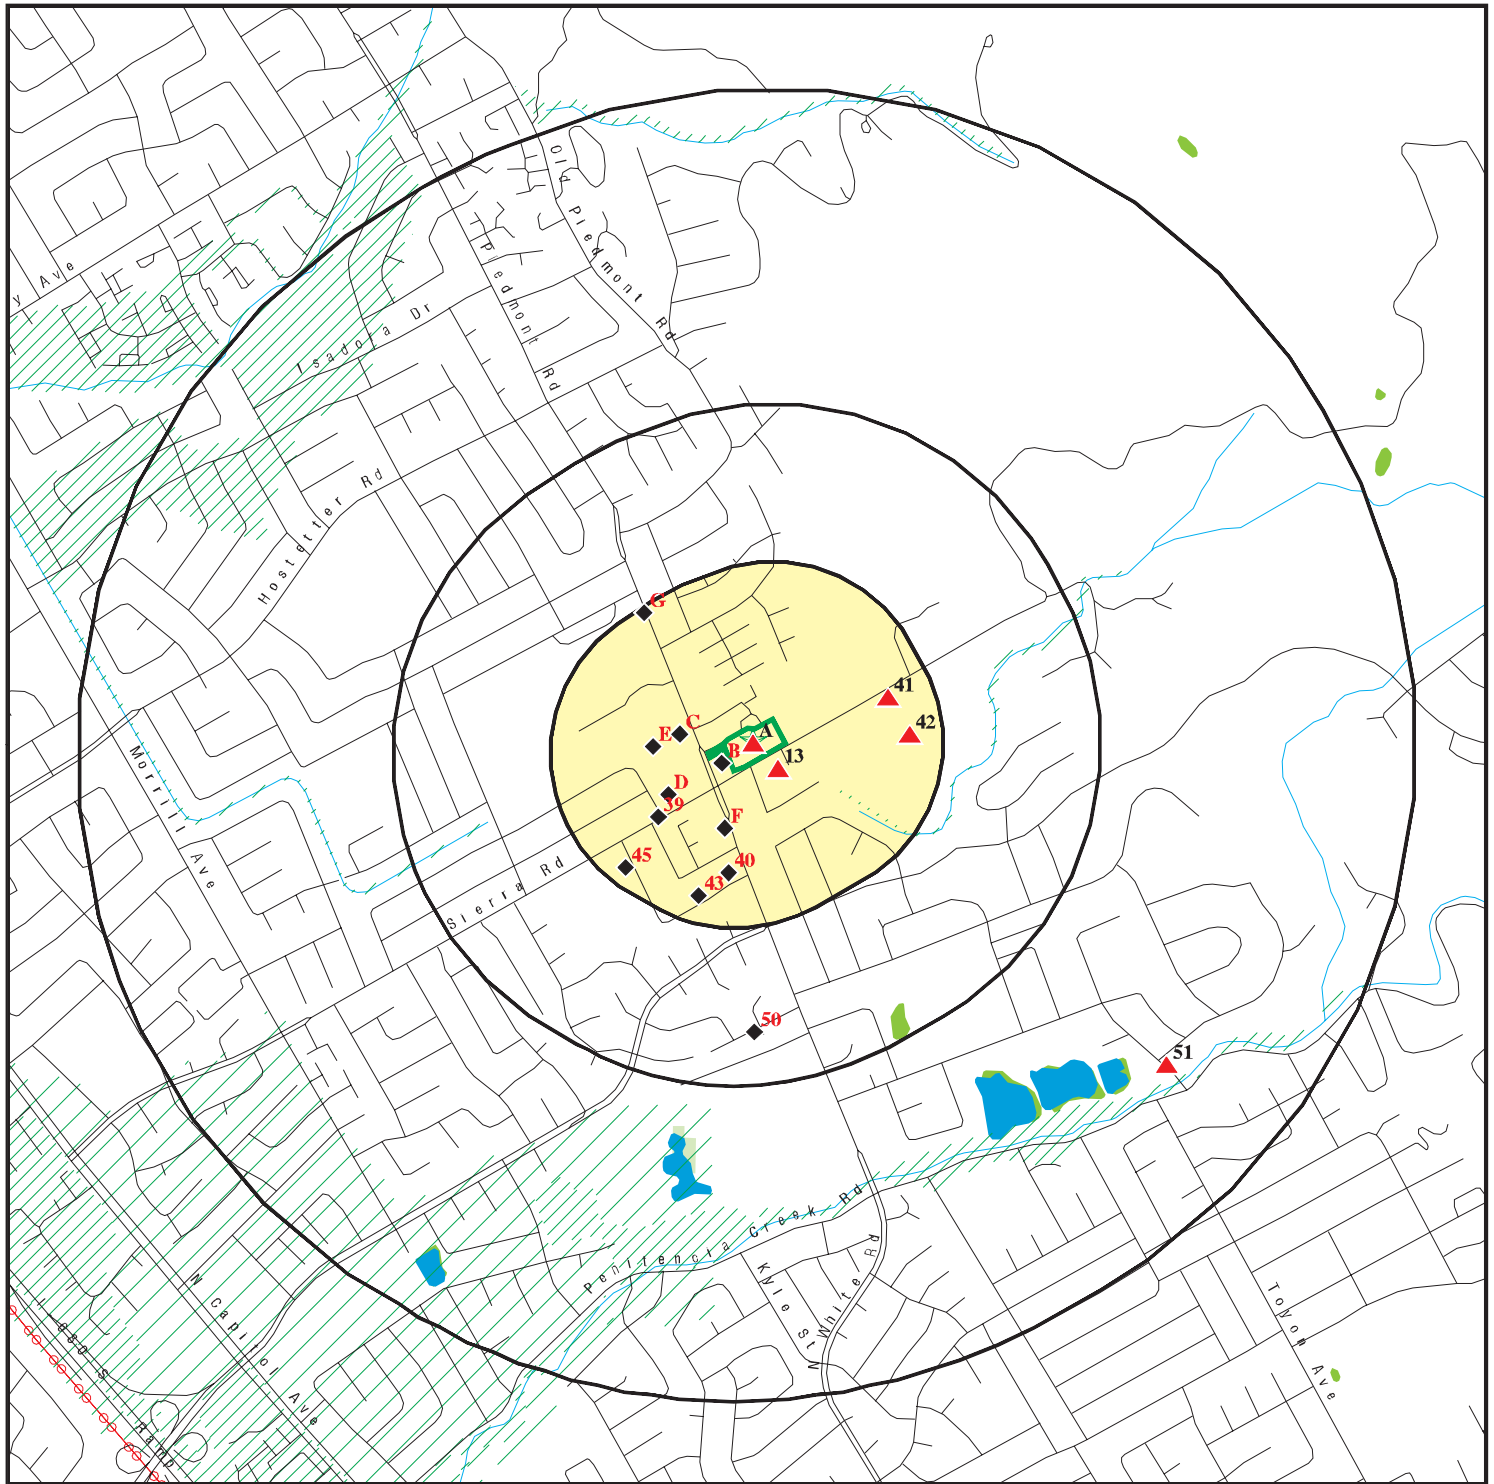 Old Piedmont Rd
Piedmont Rd
y Ave
Isadora Dr
Hostetter Rd
G
41
42
C
E
A
B
13
D
39
F
45
40
43
Morrill Ave
Sierra Rd
50
51
Penitencia Creek Rd
N Capitol Ave
Kyle St
N White Rd
Toyon Ave
I-680 S Ramp